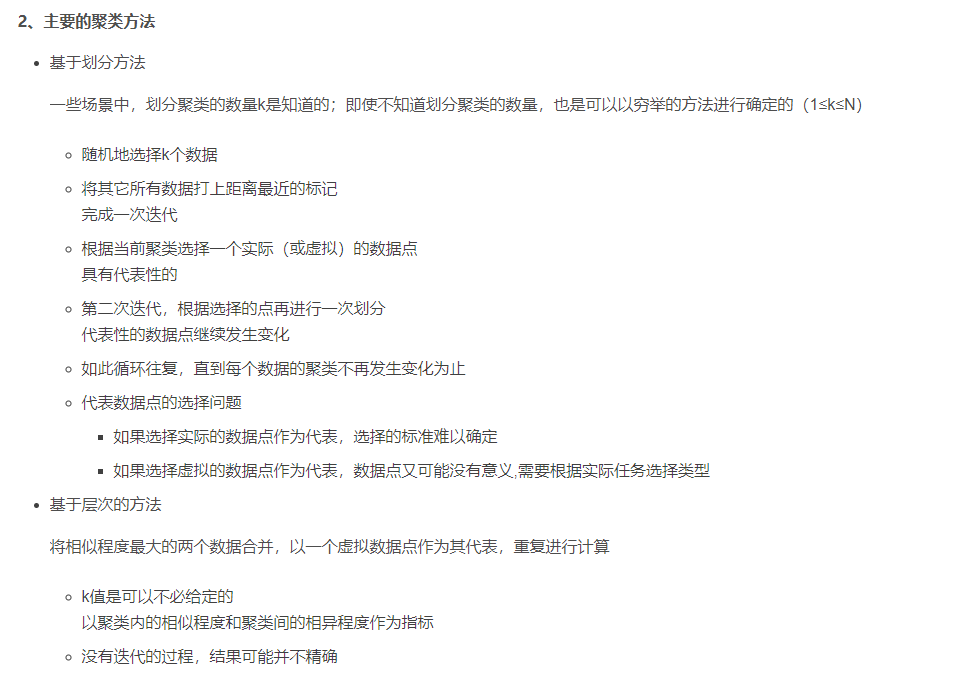 2、主要的聚类方法
基于划分方法
一些场景中，划分聚类的数量k是知道的；即使不知道划分聚类的数量，也是可以以穷举的方法进行确定的（1≤k≤N）
随机地选择k个数据
将其它所有数据打上距离最近的标记
完成一次迭代
根据当前聚类选择一个实际（或虚拟）的数据点
具有代表性的
第二次迭代，根据选择的点再进行一次划分
代表性的数据点继续发生变化
如此循环往复，直到每个数据的聚类不再发生变化为止
代表数据点的选择问题
如果选择实际的数据点作为代表，选择的标准难以确定
如果选择虚拟的数据点作为代表，数据点又可能没有意义,需要根据实际任务选择类型
基于层次的方法
将相似程度最大的两个数据合并，以一个虚拟数据点作为其代表，重复进行计算
k值是可以不必给定的
以聚类内的相似程度和聚类间的相异程度作为指标
没有迭代的过程，结果可能并不精确